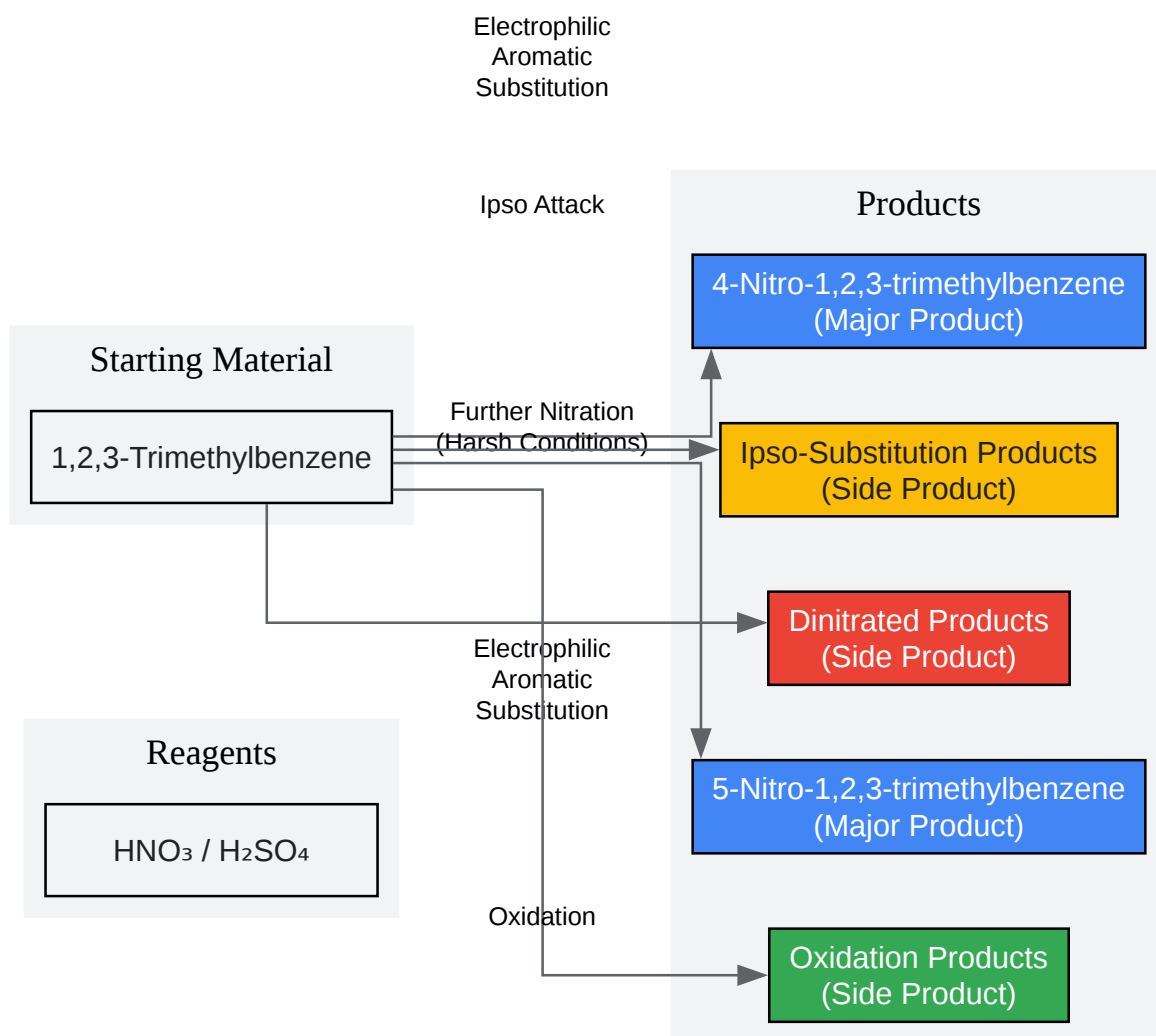 Electrophilic
Aromatic
Substitution
Ipso Attack
Products
4-Nitro-1,2,3-trimethylbenzene
(Major Product)
Starting Material
1,2,3-Trimethylbenzene
Further Nitration
(Harsh Conditions)
Ipso-Substitution Products
(Side Product)
Dinitrated Products
(Side Product)
Electrophilic
Aromatic
Substitution
Reagents
HNO₃ / H₂SO₄
5-Nitro-1,2,3-trimethylbenzene
(Major Product)
Oxidation
Oxidation Products
(Side Product)